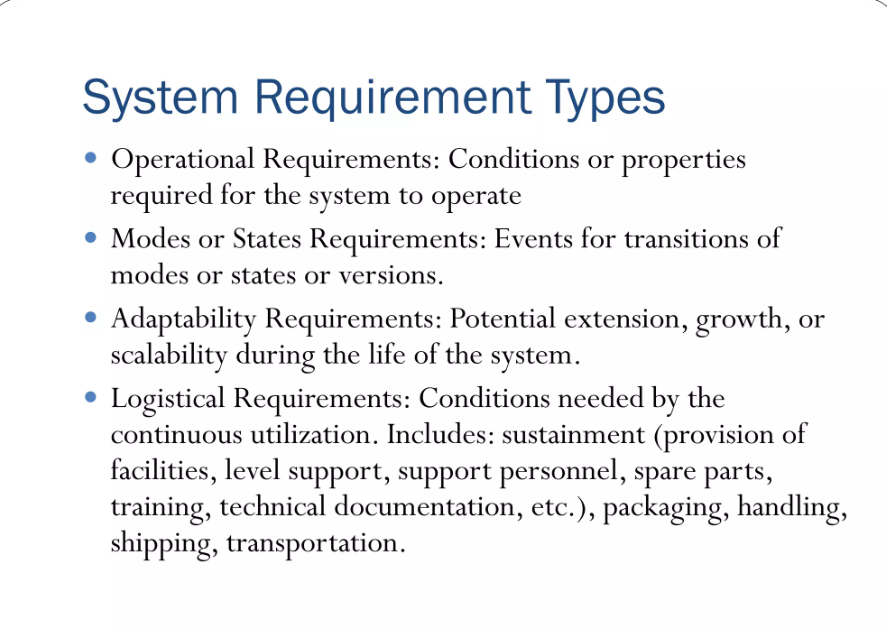 System Requirement Types
• Operational Requirements: Conditions or properties
required for the system to operate
• Modes or States Requirements: Events for transitions of
modes or states or versions.
• Adaptability Requirements: Potential extension, growth, or
scalability during the life of the system.
• Logistical Requirements: Conditions needed by the
continuous utilization. Includes: sustainment (provision of
facilities, level support, support personnel, spare parts,
training, technical documentation, etc.), packaging, handling,
shipping, transportation.